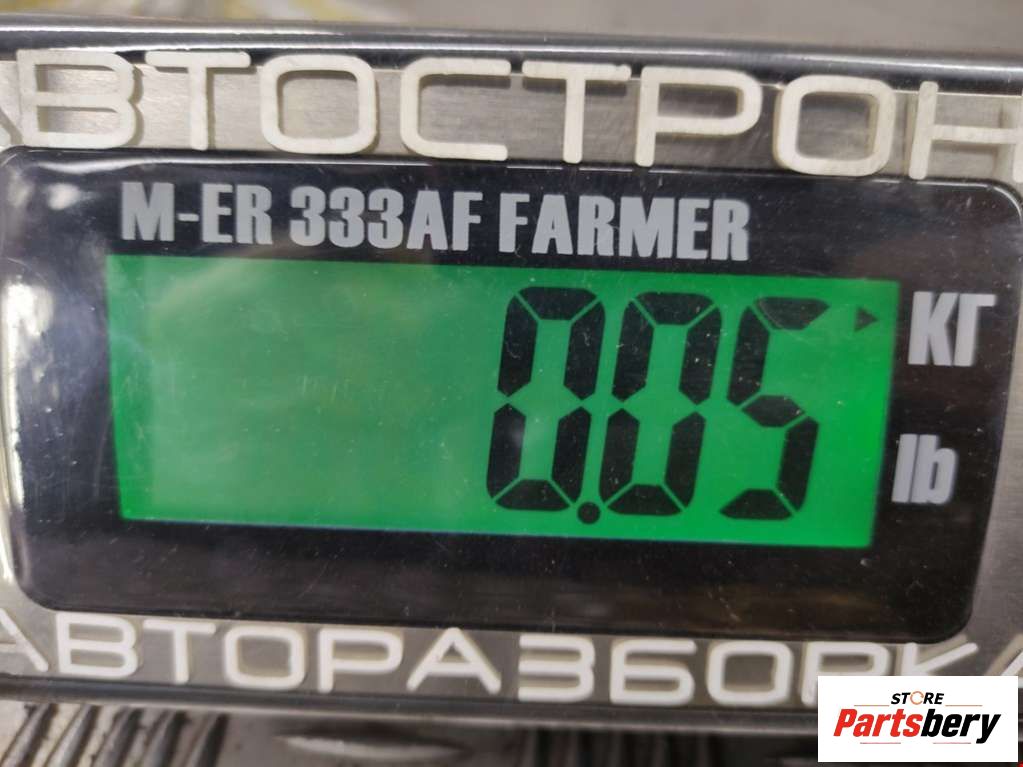 АВТОСТРОН
M-ER 333AF FARMER
0.05
КГ
lb
АВТОРАЗБОРКА
STORE
Partsbery